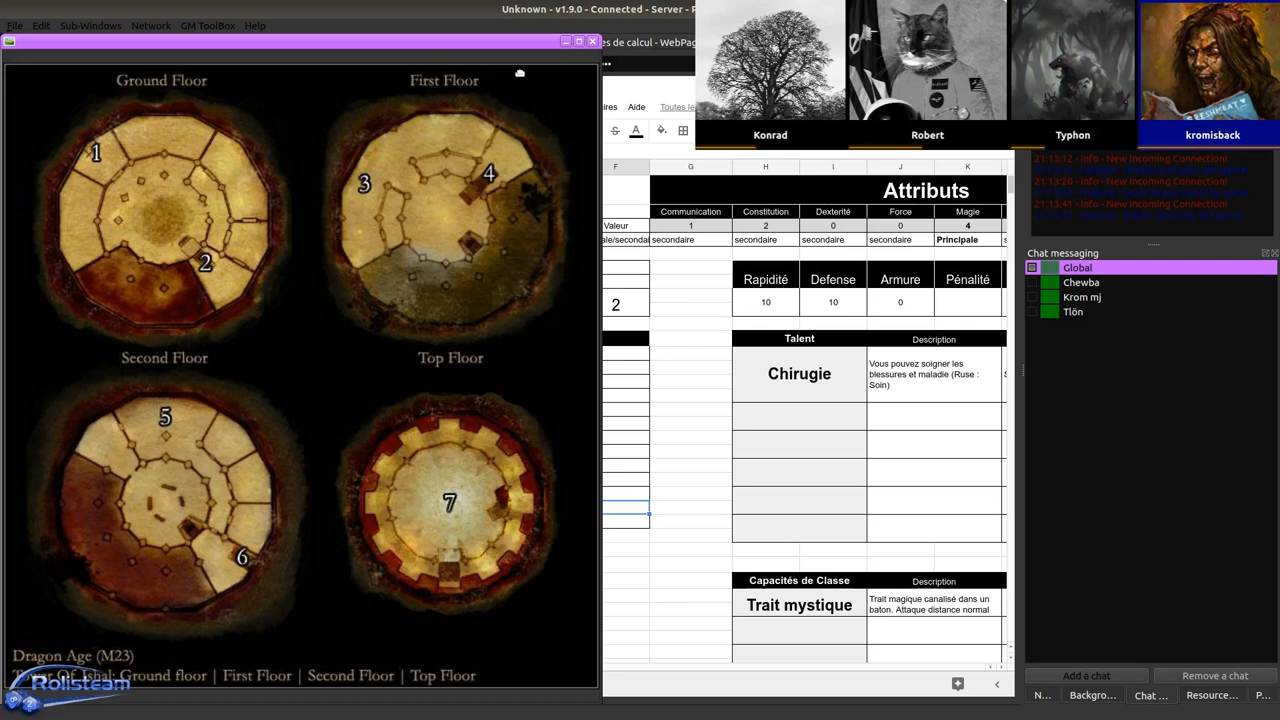 Unknown - v1.9.0 - Connected - Server -
File Edit Sub-Windows Network GM ToolBox Help
es de calcul - WebPag
Ground Floor
First Floor
1
2
3
4
Second Floor
Top Floor
5
6
7
Dragon Age (M23)
Ground floor | First Floor | Second Floor | Top Floor
Rolisteam
ires Aide Toutes le
F G H I J K
Attributs
Communication Constitution Dexterité Force Magie
Valeur 1 2 0 0 4
ale/secondai secondaire secondaire secondaire secondaire Principale s
Rapidité Defense Armure Pénalité
2 10 10 0
Talent Description
Chirugie
Vous pouvez soigner les
blessures et maladie (Ruse :
Soin)
Capacités de Classe Description
Trait mystique
Trait magique canalisé dans un
baton. Attaque distance normal
FRESHMEAT
Konrad Robert Typhon kromisback
21:13:12 - Info - New Incoming Connection!
21:13:20 - Info - New Incoming Connection!
21:13:41 - Info - New Incoming Connection!
Chat messaging
Global
Chewba
Krom mj
Tlön
Add a chat Remove a chat
N... Backgro... Chat ... Resource... P...